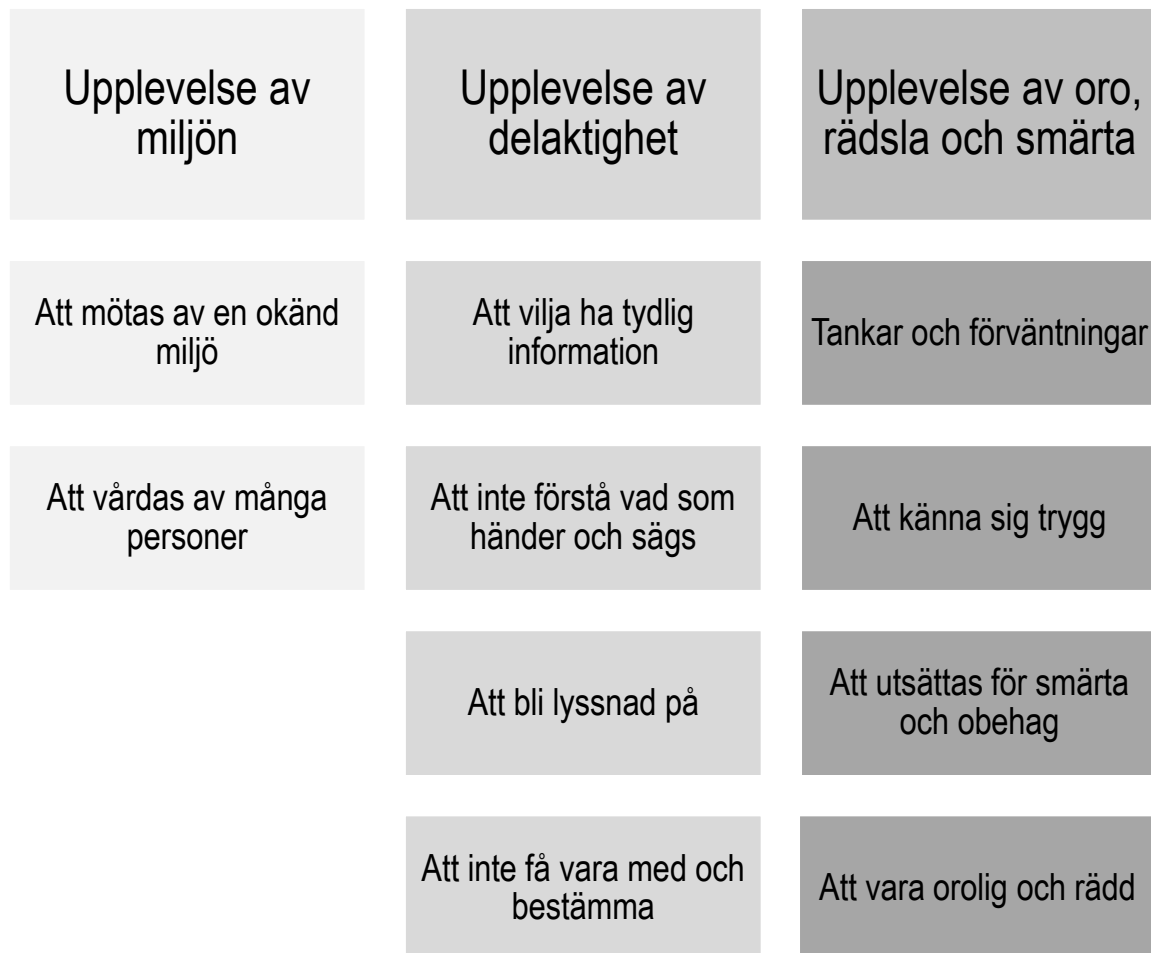 Upplevelse av
miljön
Upplevelse av
delaktighet
Upplevelse av oro,
rädsla och smärta
Att mötas av en okänd
miljö
Att vilja ha tydlig
information
Tankar och förväntningar
Att vårdas av många
personer
Att inte förstå vad som
händer och sägs
Att känna sig trygg
Att bli lyssnad på
Att utsättas för smärta
och obehag
Att inte få vara med och
bestämma
Att vara orolig och rädd